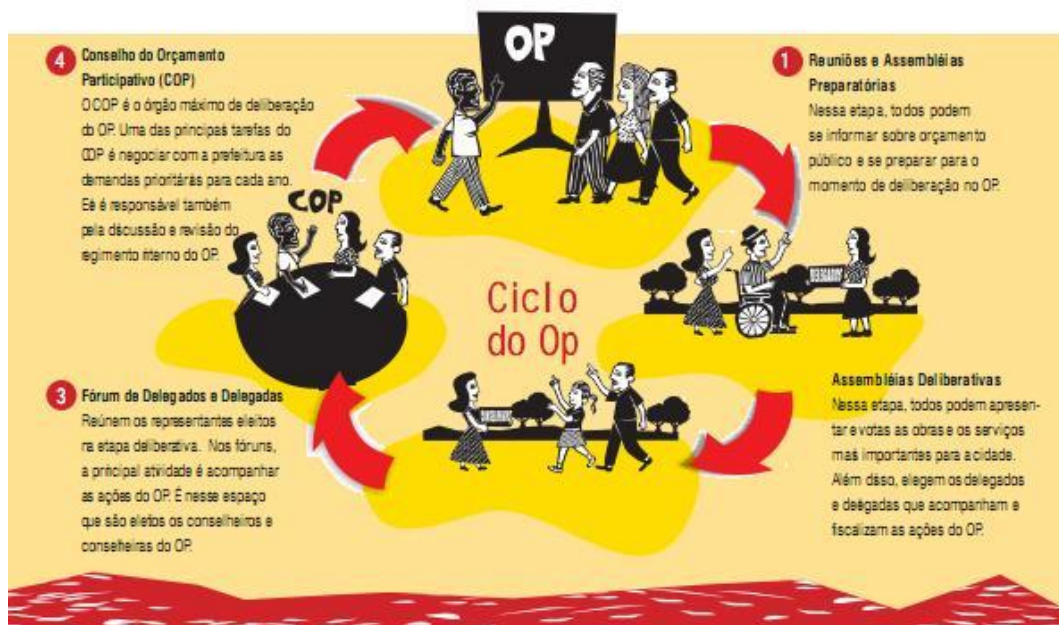 OP
1
Reuniões e Assembléias
Preparatórias
Nessa etapa, todos podem
se informar sobre orçamento
público e se preparar para o
momento de deliberação no OP.
Assembléias Deliberativas
Nessa etapa, todos podem apresen-
tar e votas as obras e os serviços
mas importantes para a cidade.
Além disso, elegem os delegados
e delegadas que acompanham e
fiscalizam as ações do OP.
3
Fórum de Delegados e Delegadas
Reúnem os representantes eleitos
na etapa deliberativa. Nos fóruns,
a principal atividade é acompanhar
as ações do OP. É nesse espaço
que são eleitos os conselheiros e
conselheiras do OP.
4
Conselho do Orçamento
Participativo (COP)
O COP é o órgão máximo de deliberação
do OP. Uma das principas tarefas do
COP é negociar com a prefeitura as
demandas prioritárias para cada ano.
Ele é responsável também
pela discussão e revisão do
regimento interno do OP.
COP
Ciclo
do Op